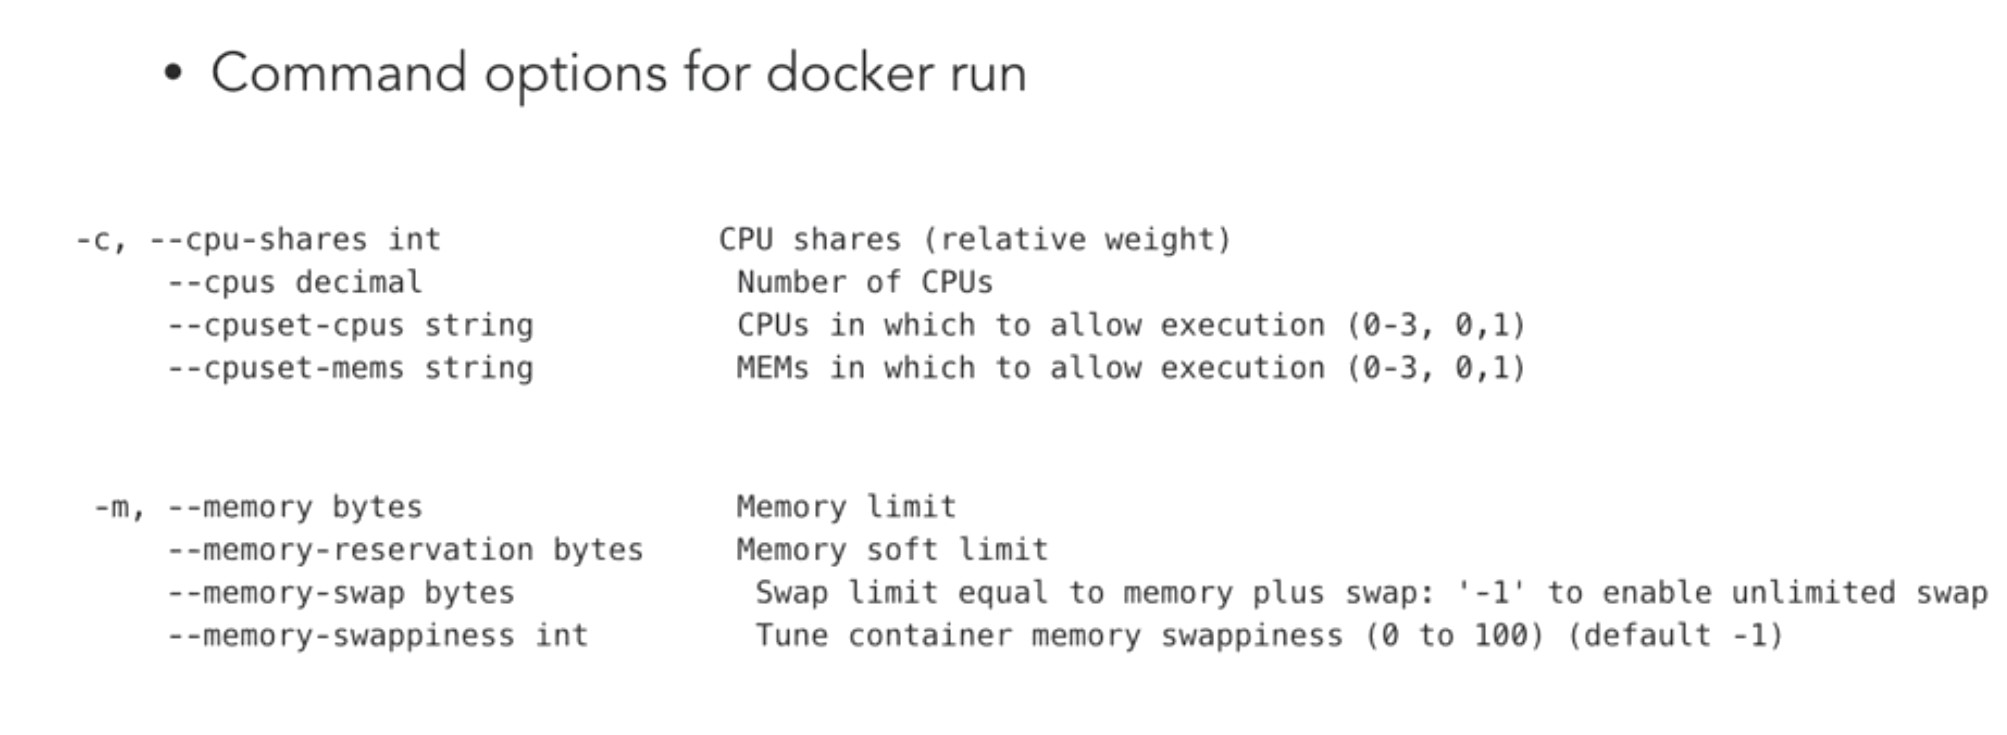 • Command options for docker run
-c, --cpu-shares int CPU shares (relative weight)
--cpus decimal Number of CPUs
--cpuset-cpus string CPUs in which to allow execution (0-3, 0,1)
--cpuset-mems string MEMs in which to allow execution (0-3, 0,1)
-m, --memory bytes Memory limit
--memory-reservation bytes Memory soft limit
--memory-swap bytes Swap limit equal to memory plus swap: '-1' to enable unlimited swap
--memory-swappiness int Tune container memory swappiness (0 to 100) (default -1)